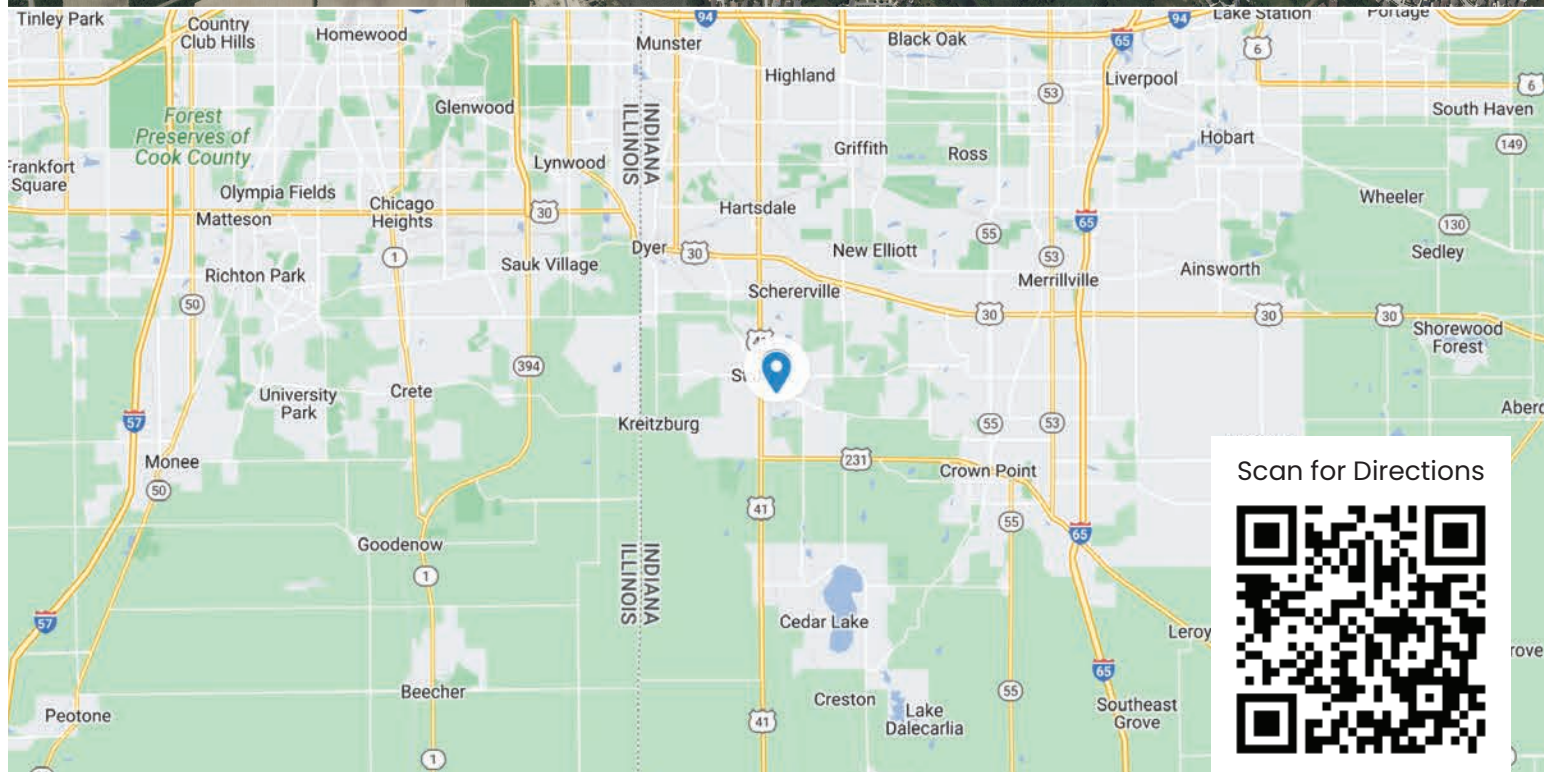 Tinley Park
Country
Club Hills
Homewood
94
Munster
Black Oak
65
94
Lake Station
Portage
6
Highland
Liverpool
6
Glenwood
53
South Haven
Forest
Preserves of
Cook County
INDIANA
ILLINOIS
Griffith
Ross
Hobart
149
Frankfort
Square
Lynwood
Olympia Fields
Matteson
Chicago
Heights
30
Hartsdale
55
65
Wheeler
130
1
Sauk Village
Dyer
30
New Elliott
53
Merrillville
Ainsworth
Sedley
Richton Park
50
Schererville
30
30
30
Shorewood
Forest
41
394
St
University
Park
Crete
57
Kreitzburg
55
53
Aberd
Monee
50
231
Crown Point
41
55
65
Goodenow
1
INDIANA
ILLINOIS
57
Cedar Lake
Leroy
rove
65
Beecher
Creston
55
Peotone
Lake
Dalecarlia
Southeast
Grove
41
1
Scan for Directions